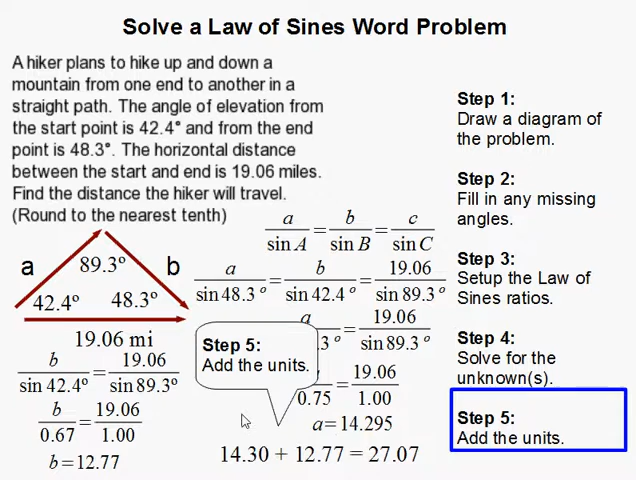 Solve a Law of Sines Word Problem
A hiker plans to hike up and down a
mountain from one end to another in a
straight path. The angle of elevation from
the start point is 42.4° and from the end
point is 48.3°. The horizontal distance
between the start and end is 19.06 miles.
Find the distance the hiker will travel.
(Round to the nearest tenth)
a/sin A = b/sin B = c/sin C
a
89.3°
b
42.4°
48.3°
19.06 mi
a/sin 48.3° = b/sin 42.4° = 19.06/sin 89.3°
a/.3° = 19.06/sin 89.3°
/0.75 = 19.06/1.00
a=14.295
b/sin 42.4° = 19.06/sin 89.3°
b/0.67 = 19.06/1.00
b=12.77
14.30 + 12.77 = 27.07
Step 5:
Add the units.
Step 1:
Draw a diagram of
the problem.
Step 2:
Fill in any missing
angles.
Step 3:
Setup the Law of
Sines ratios.
Step 4:
Solve for the
unknown(s).
Step 5:
Add the units.